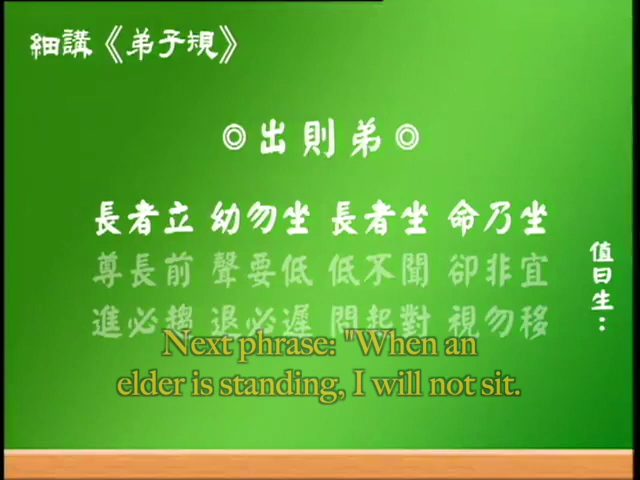 細講《弟子規》
◎出則弟◎
長者立 幼勿坐 長者坐 命乃坐
尊長前 聲要低 低不聞 卻非宜
進必趨 退必遲 問起對 視勿移
值日生：
Next phrase: "When an
elder is standing, I will not sit.